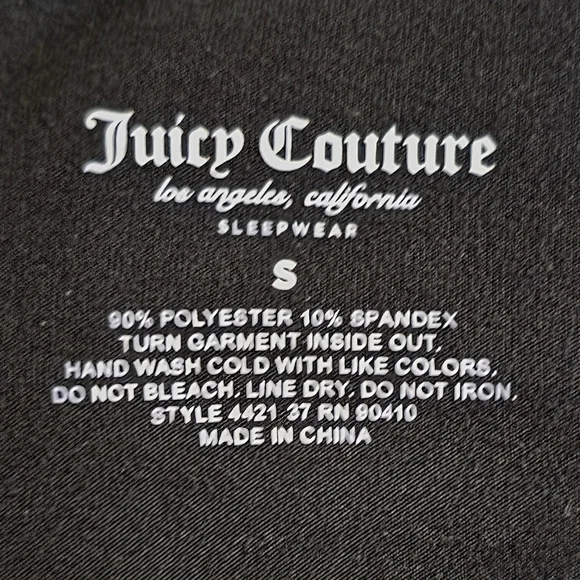 Juicy Couture
los angeles, california
SLEEPWEAR
S
90% POLYESTER 10% SPANDEX
TURN GARMENT INSIDE OUT,
HAND WASH COLD WITH LIKE COLORS,
DO NOT BLEACH, LINE DRY, DO NOT IRON,
STYLE 4421 37 RN 90410
MADE IN CHINA